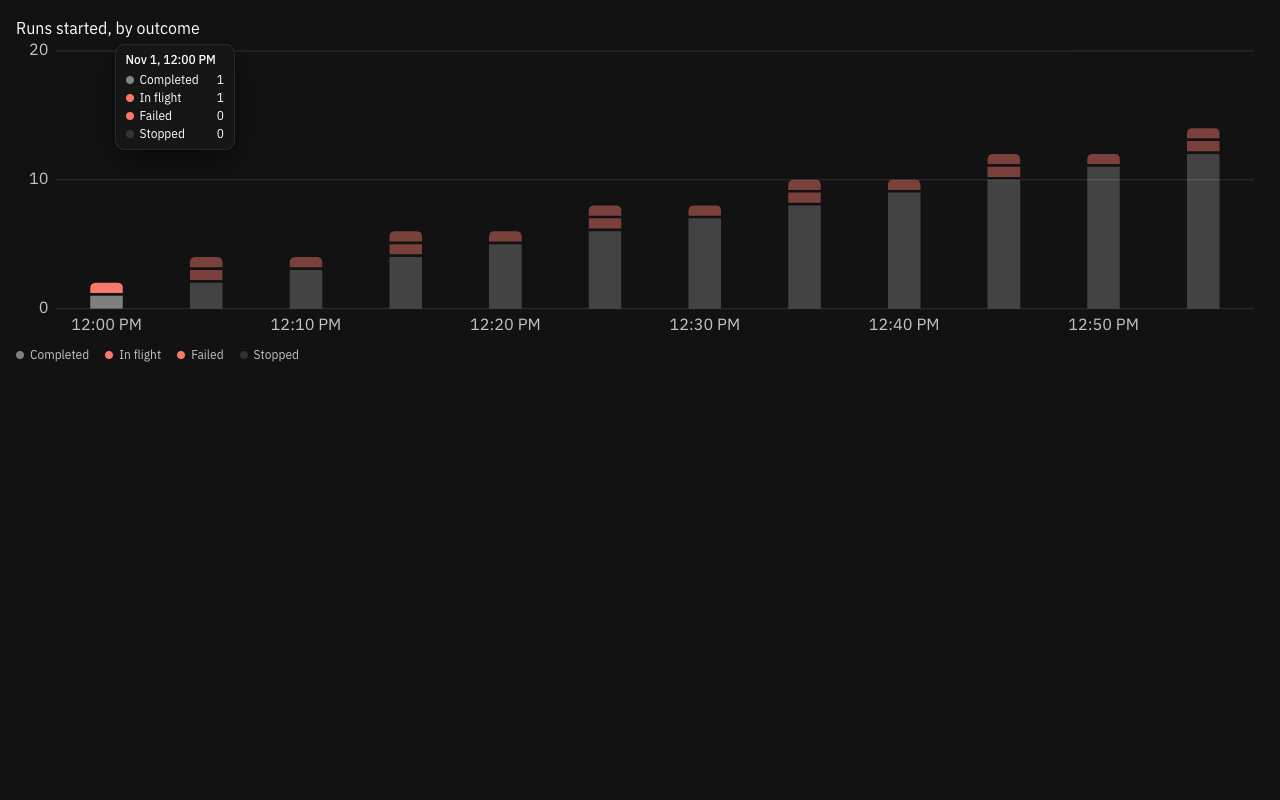 Runs started, by outcome
20
Nov 1, 12:00 PM
Completed 1
In flight 1
Failed 0
Stopped 0
10
0
12:00 PM 12:10 PM 12:20 PM 12:30 PM 12:40 PM 12:50 PM
Completed In flight Failed Stopped